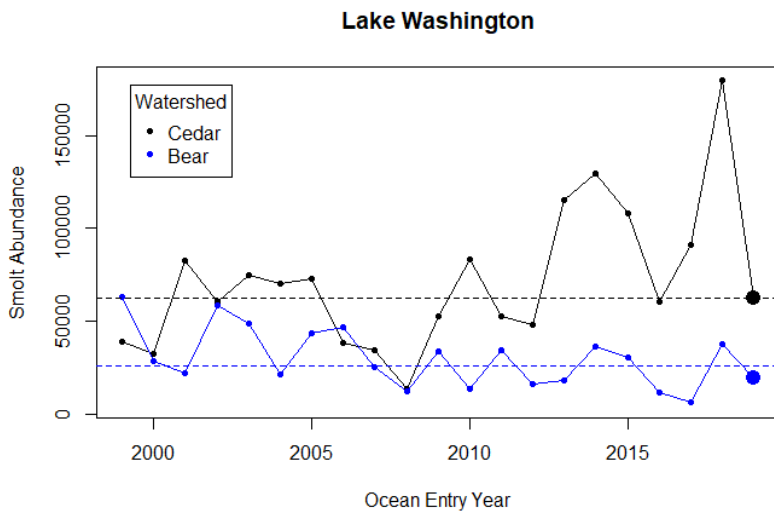 Lake Washington
Watershed
Cedar
Bear
Smolt Abundance
150000
100000
50000
0
2000 2005 2010 2015
Ocean Entry Year